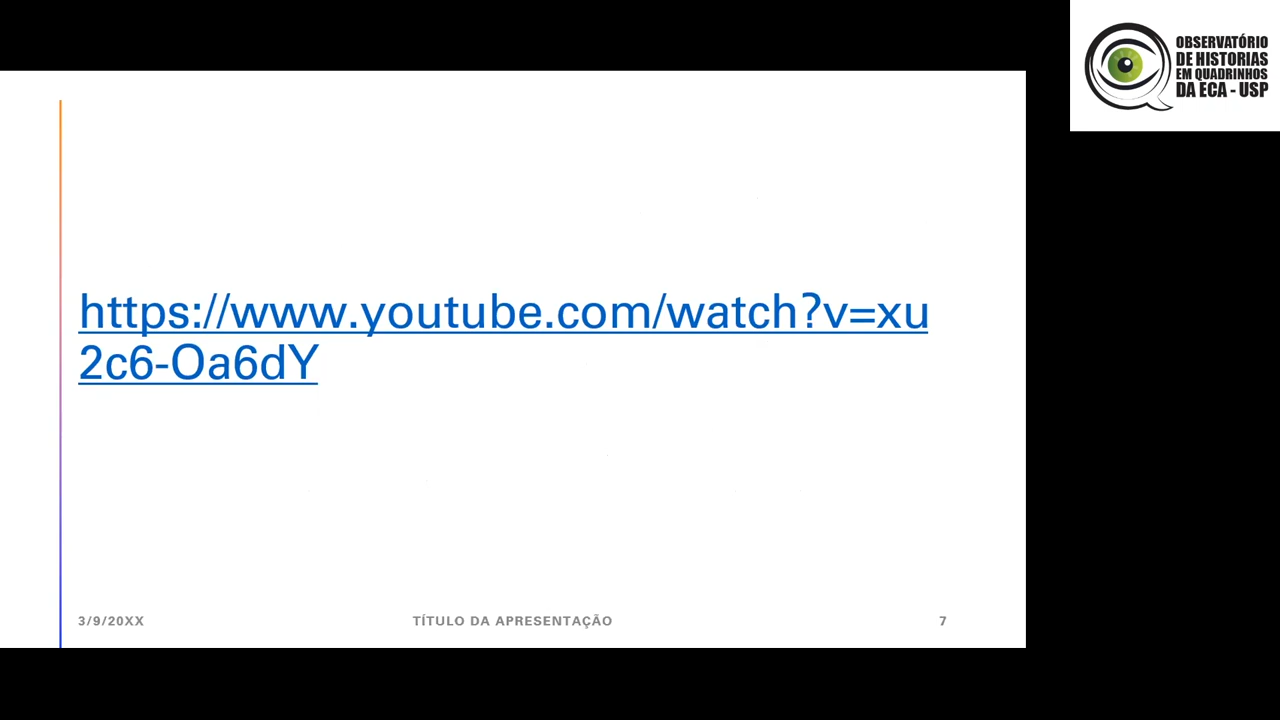 OBSERVATÓRIO
DE HISTORIAS
EM QUADRINHOS
DA ECA - USP
https://www.youtube.com/watch?v=xu
2c6-Oa6dY
3/9/20XX
TÍTULO DA APRESENTAÇÃO
7